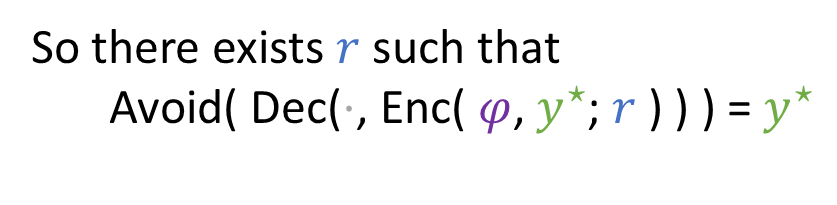 So there exists r such that
Avoid( Dec(·, Enc( φ, y*; r ) ) ) = y*